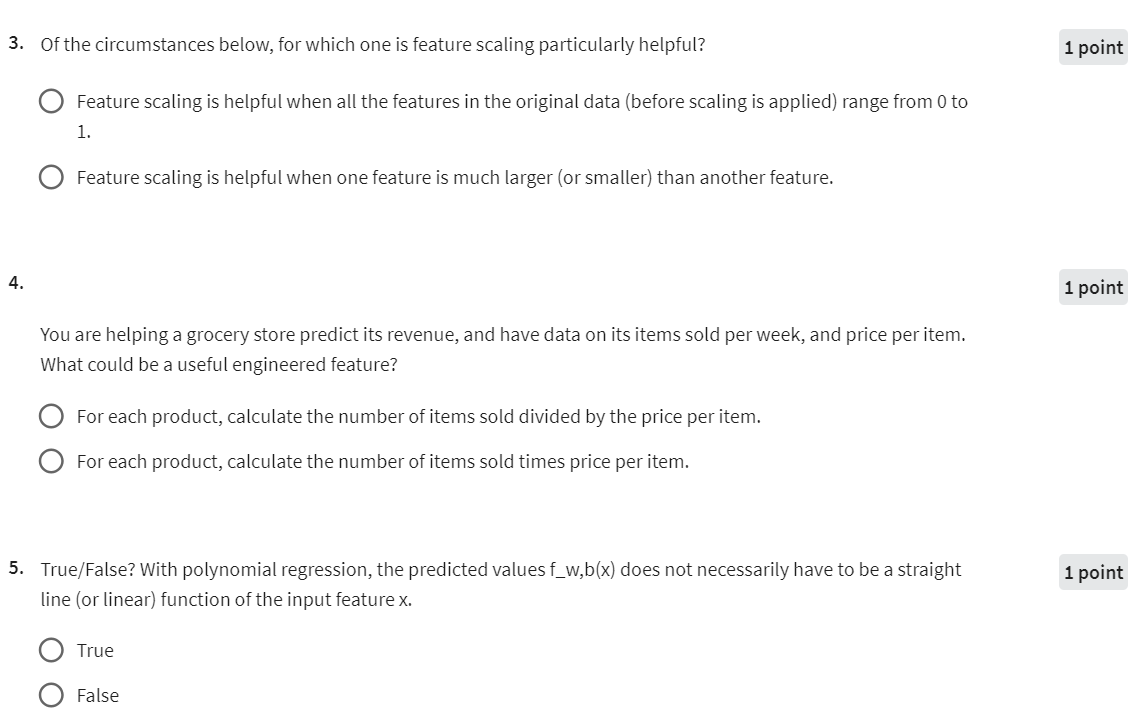 3. Of the circumstances below, for which one is feature scaling particularly helpful?
1 point
Feature scaling is helpful when all the features in the original data (before scaling is applied) range from 0 to
1.
Feature scaling is helpful when one feature is much larger (or smaller) than another feature.
4.
1 point
You are helping a grocery store predict its revenue, and have data on its items sold per week, and price per item.
What could be a useful engineered feature?
For each product, calculate the number of items sold divided by the price per item.
For each product, calculate the number of items sold times price per item.
5. True/False? With polynomial regression, the predicted values f_w,b(x) does not necessarily have to be a straight
1 point
line (or linear) function of the input feature x.
True
False